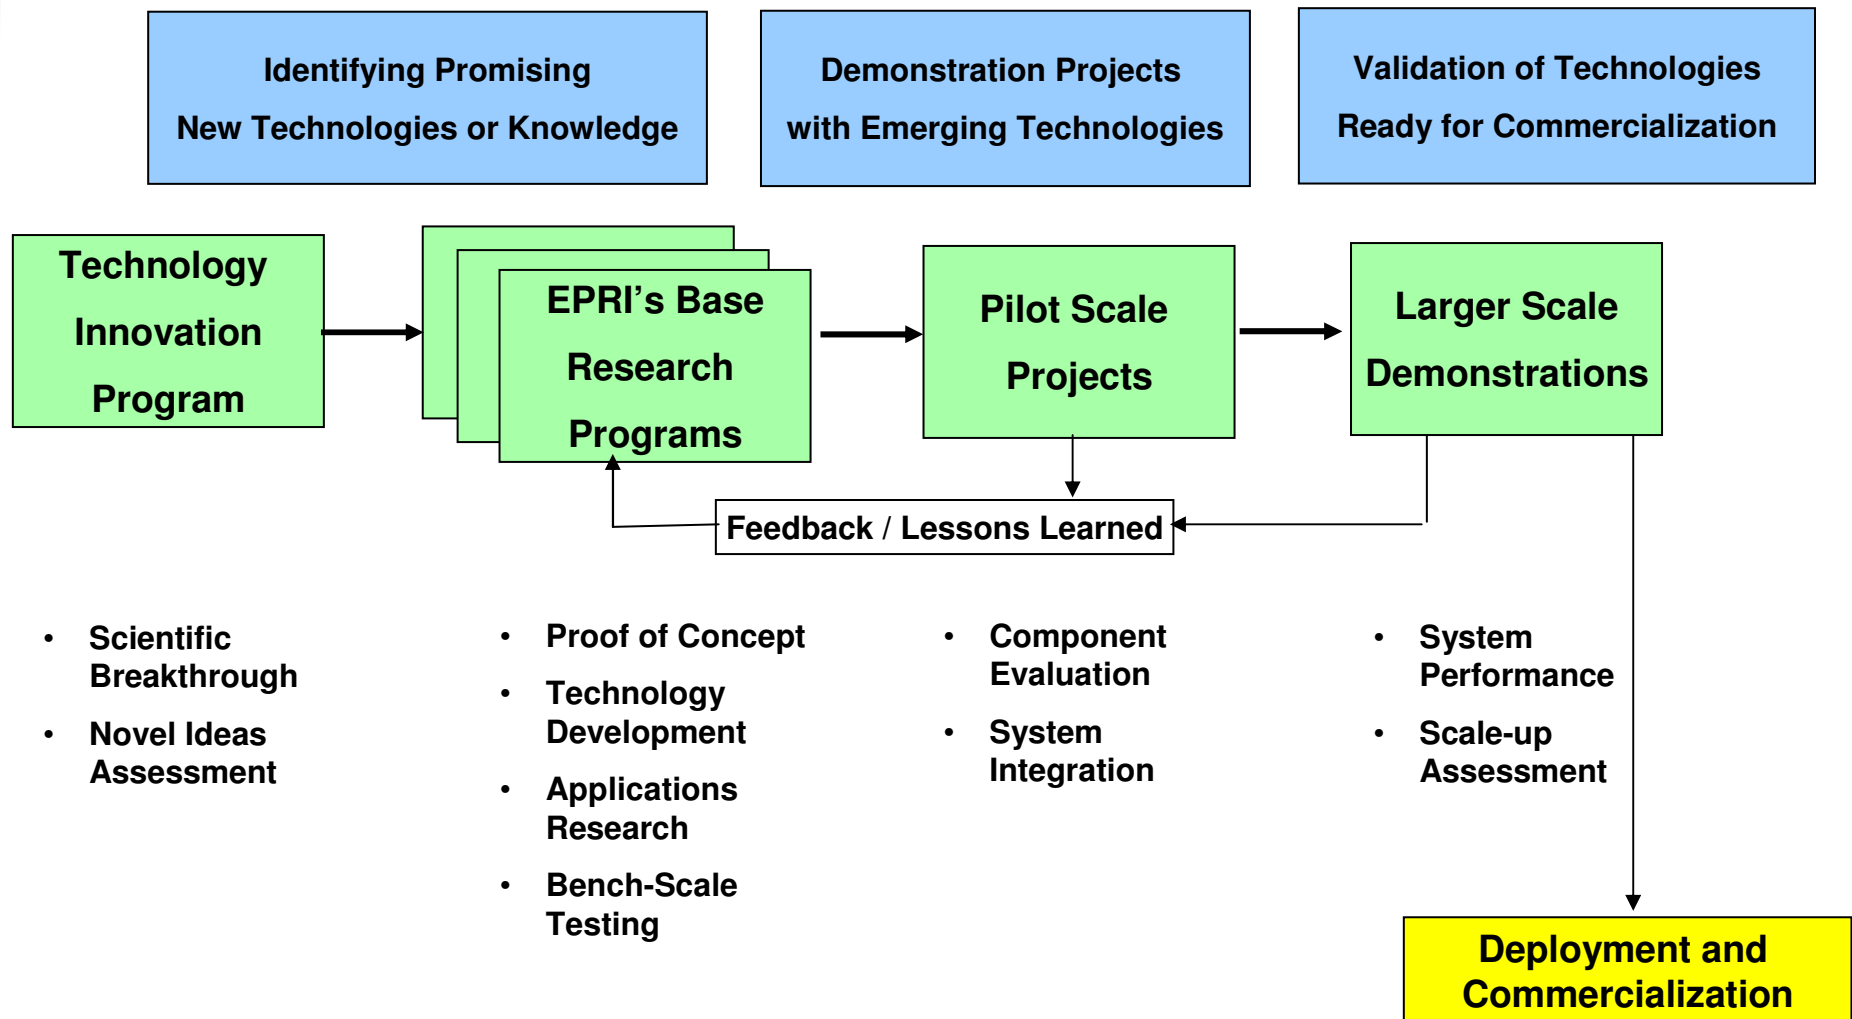 Identifying Promising
New Technologies or Knowledge
Demonstration Projects
with Emerging Technologies
Validation of Technologies
Ready for Commercialization
Technology
Innovation
Program
EPRI's Base
Research
Programs
Pilot Scale
Projects
Larger Scale
Demonstrations
Feedback / Lessons Learned
• Scientific
Breakthrough
• Novel Ideas
Assessment
• Proof of Concept
• Technology
Development
• Applications
Research
• Bench-Scale
Testing
• Component
Evaluation
• System
Integration
• System
Performance
• Scale-up
Assessment
Deployment and
Commercialization